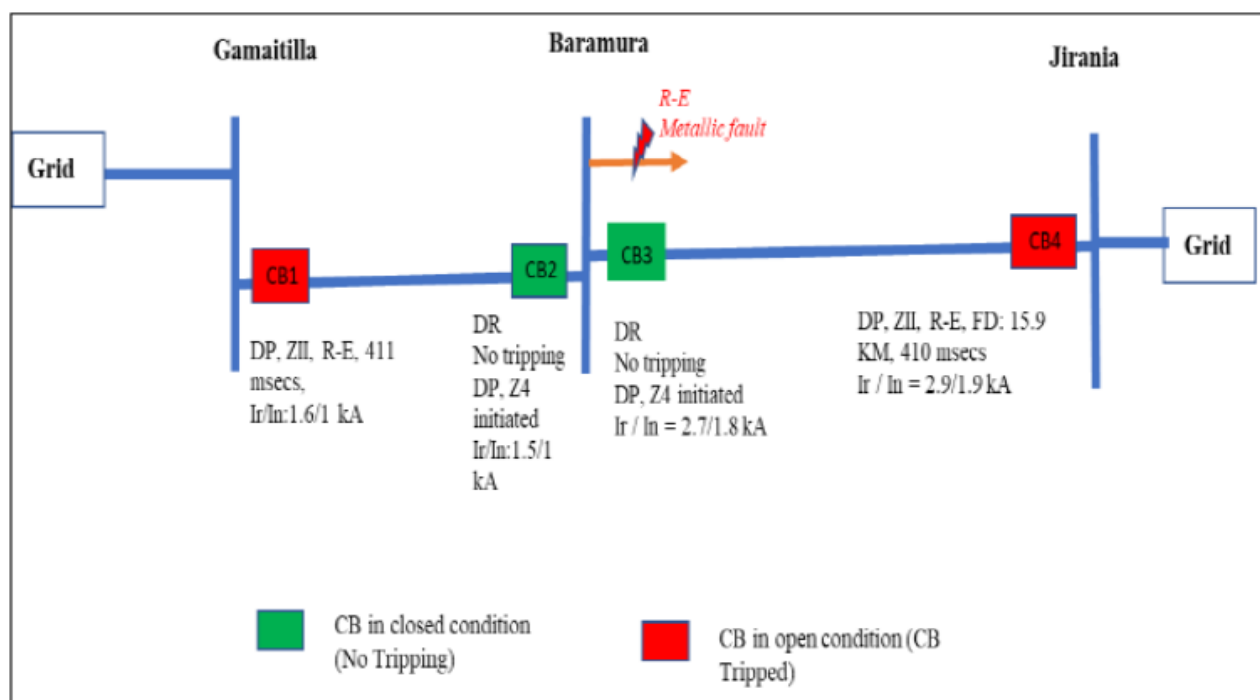 Gamaitilla
Baramura
Jirania
R-E
Metallic fault
Grid
Grid
CB1
CB2
CB3
CB4
DP, ZII, R-E, 411
msecs,
Ir/In:1.6/1 kA
DR
No tripping
DP, Z4
initiated
Ir/In:1.5/1
kA
DR
No tripping
DP, Z4 initiated
Ir / In = 2.7/1.8 kA
DP, ZII, R-E, FD: 15.9
KM, 410 msecs
Ir / In = 2.9/1.9 kA
CB in closed condition
(No Tripping)
CB in open condition (CB
Tripped)